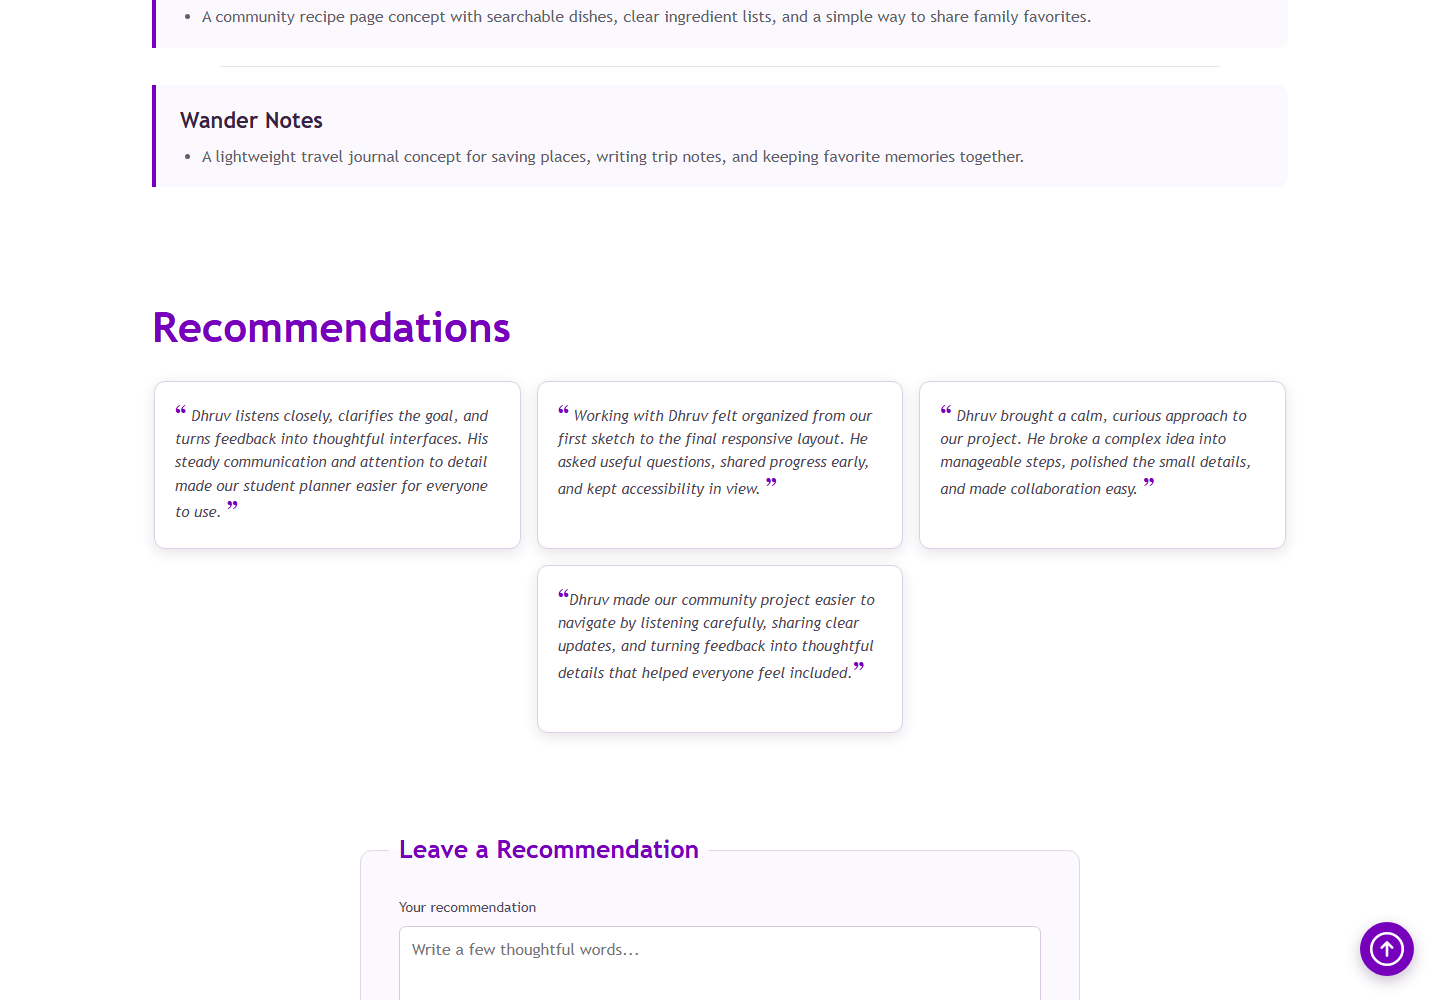 • A community recipe page concept with searchable dishes, clear ingredient lists, and a simple way to share family favorites.
Wander Notes
• A lightweight travel journal concept for saving places, writing trip notes, and keeping favorite memories together.
Recommendations
“ Dhruv listens closely, clarifies the goal, and
turns feedback into thoughtful interfaces. His
steady communication and attention to detail
made our student planner easier for everyone
to use. ”
“ Working with Dhruv felt organized from our
first sketch to the final responsive layout. He
asked useful questions, shared progress early,
and kept accessibility in view. ”
“ Dhruv brought a calm, curious approach to
our project. He broke a complex idea into
manageable steps, polished the small details,
and made collaboration easy. ”
“Dhruv made our community project easier to
navigate by listening carefully, sharing clear
updates, and turning feedback into thoughtful
details that helped everyone feel included.”
Leave a Recommendation
Your recommendation
Write a few thoughtful words...